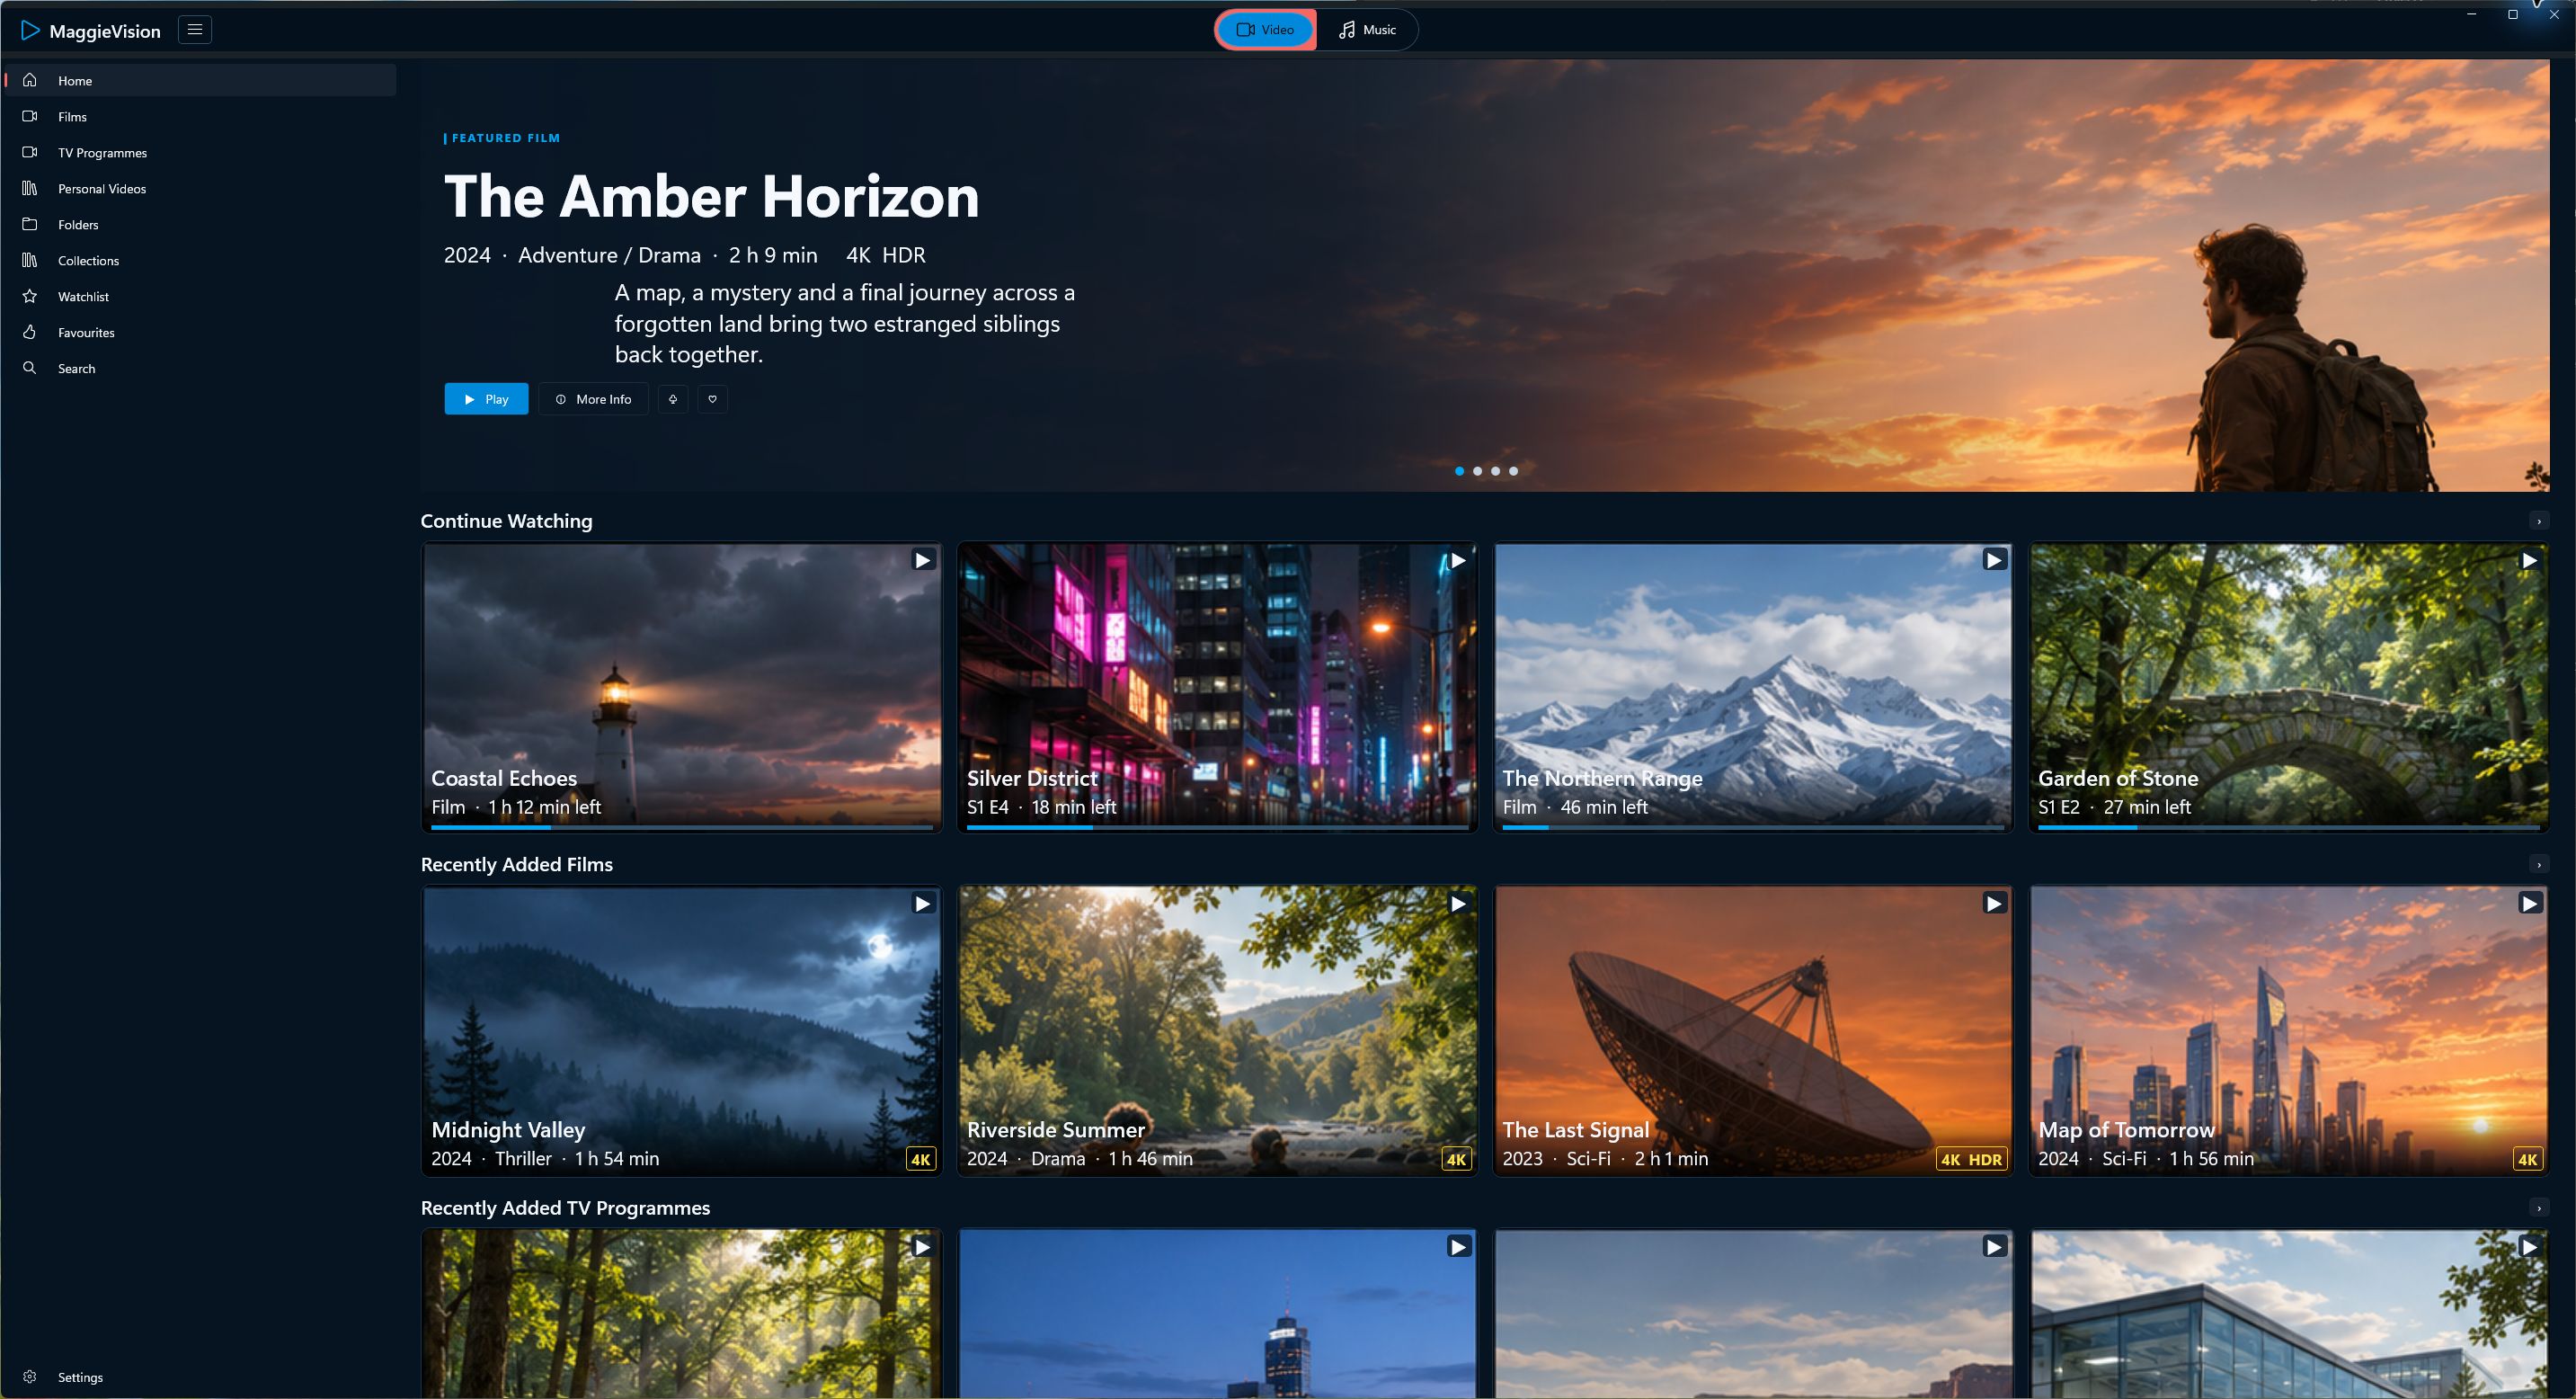 MaggieVision
Video
Music
Home
Films
TV Programmes
Personal Videos
Folders
Collections
Watchlist
Favourites
Search
Settings
FEATURED FILM
The Amber Horizon
2024 · Adventure / Drama · 2 h 9 min 4K HDR
A map, a mystery and a final journey across a
forgotten land bring two estranged siblings
back together.
Play
More Info
Continue Watching
Coastal Echoes
Film · 1 h 12 min left
Silver District
S1 E4 · 18 min left
The Northern Range
Film · 46 min left
Garden of Stone
S1 E2 · 27 min left
Recently Added Films
Midnight Valley
2024 · Thriller · 1 h 54 min
4K
Riverside Summer
2024 · Drama · 1 h 46 min
4K
The Last Signal
2023 · Sci-Fi · 2 h 1 min
4K HDR
Map of Tomorrow
2024 · Sci-Fi · 1 h 56 min
4K
Recently Added TV Programmes